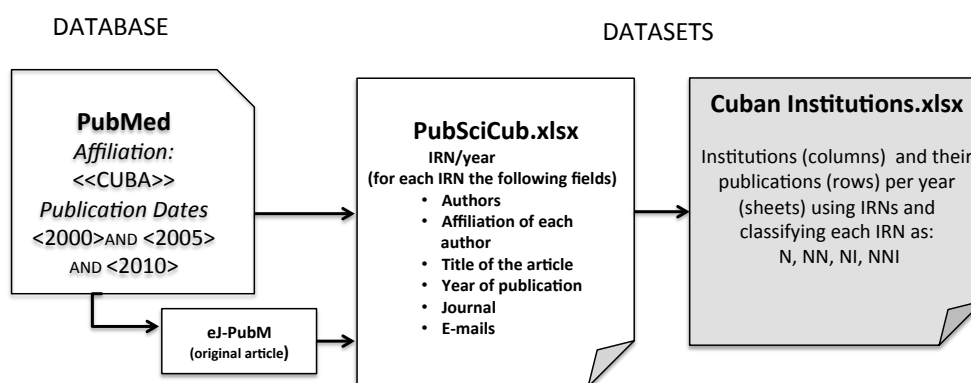 DATABASE
DATASETS
PubMed
Affiliation:
<<CUBA>>
Publication Dates
<2000>AND <2005>
AND <2010>
eJ-PubM
(original article)
PubSciCub.xlsx
IRN/year
(for each IRN the following fields)
• Authors
• Affiliation of each
author
• Title of the article
• Year of publication
• Journal
• E-mails
Cuban Institutions.xlsx
Institutions (columns) and their
publications (rows) per year
(sheets) using IRNs and
classifying each IRN as:
N, NN, NI, NNI